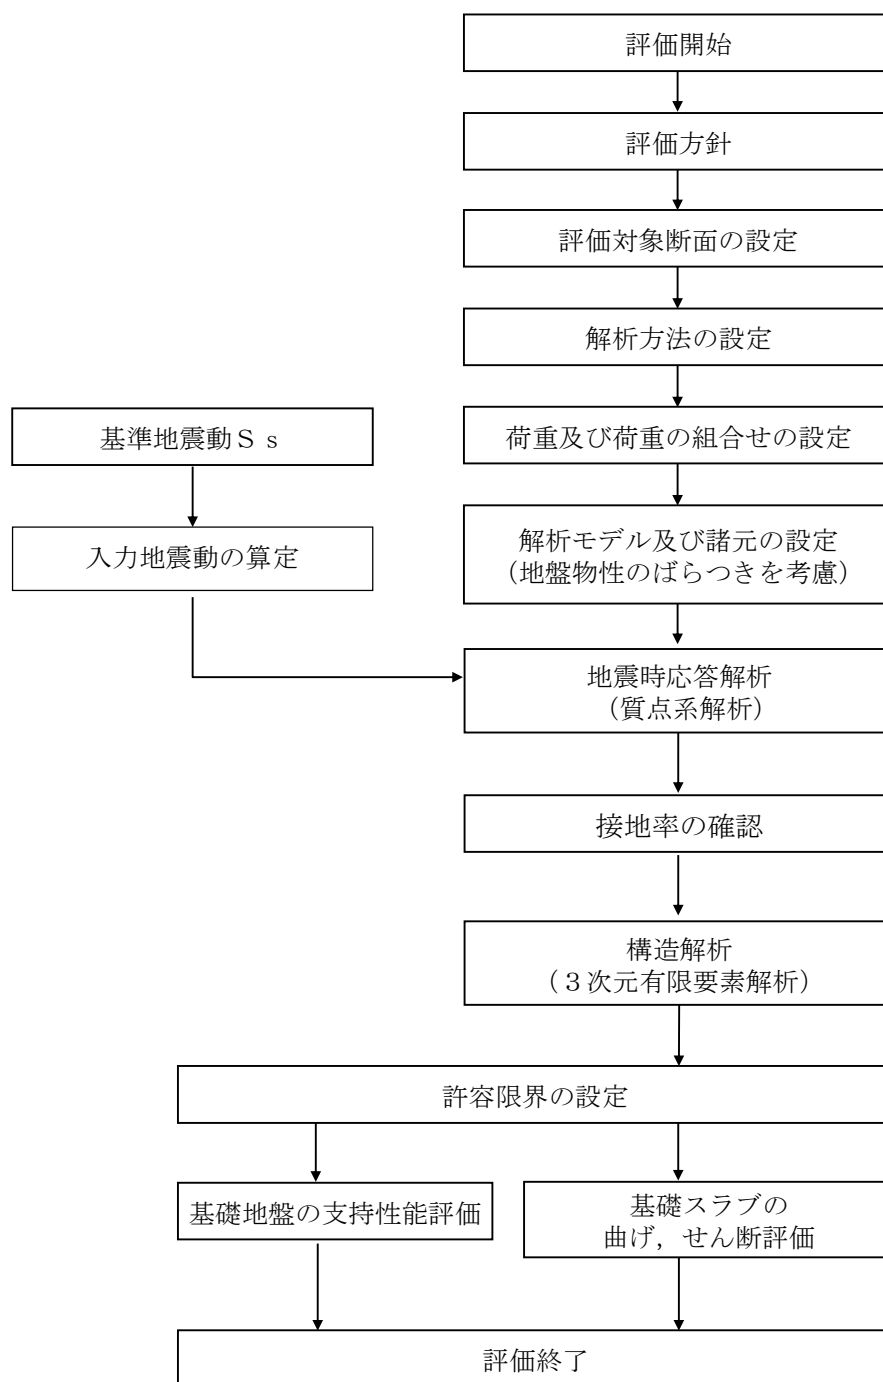 評価開始
評価方針
評価対象断面の設定
解析方法の設定
基準地震動Ｓｓ
荷重及び荷重の組合せの設定
入力地震動の算定
解析モデル及び諸元の設定
（地盤物性のばらつきを考慮）
地震時応答解析
（質点系解析）
接地率の確認
構造解析
（３次元有限要素解析）
許容限界の設定
基礎地盤の支持性能評価
基礎スラブの
曲げ，せん断評価
評価終了